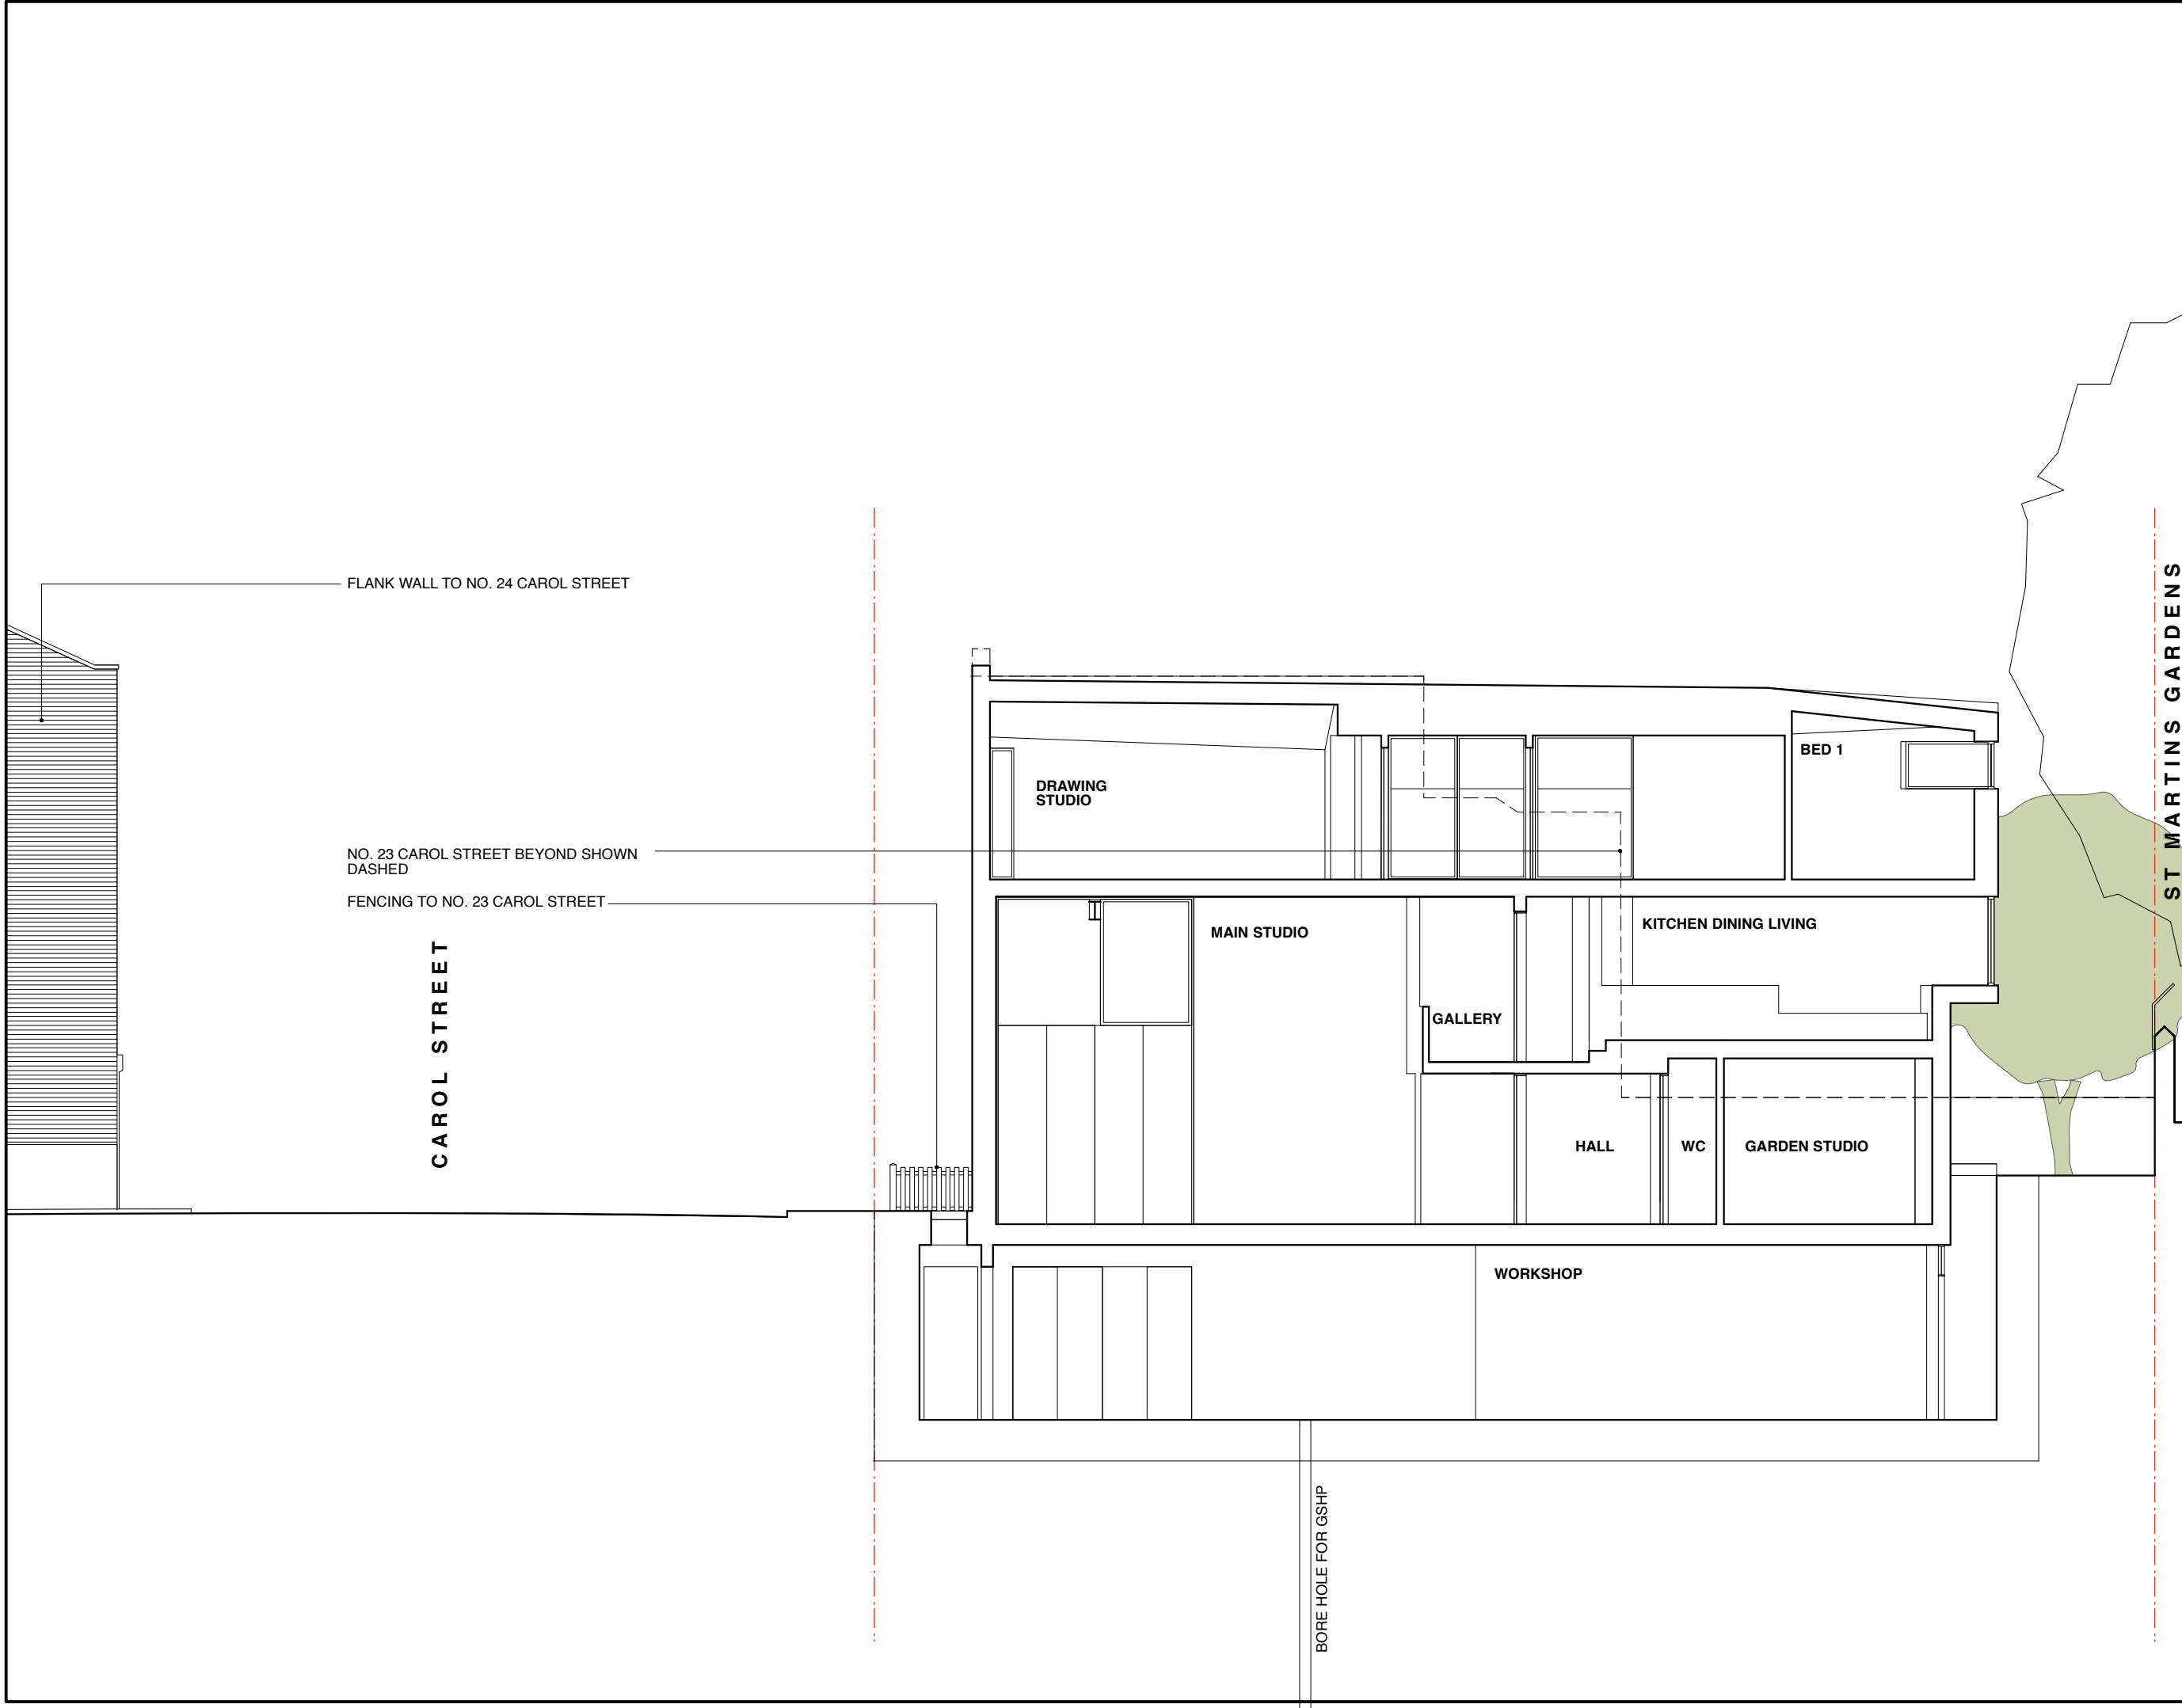 FLANK WALL TO NO. 24 CAROL STREET
ST MARTINS GARDENS
BED 1
DRAWING
STUDIO
NO. 23 CAROL STREET BEYOND SHOWN
DASHED
FENCING TO NO. 23 CAROL STREET
CAROL STREET
MAIN STUDIO
KITCHEN DINING LIVING
GALLERY
HALL
WC
GARDEN STUDIO
WORKSHOP
BORE HOLE FOR GSHP